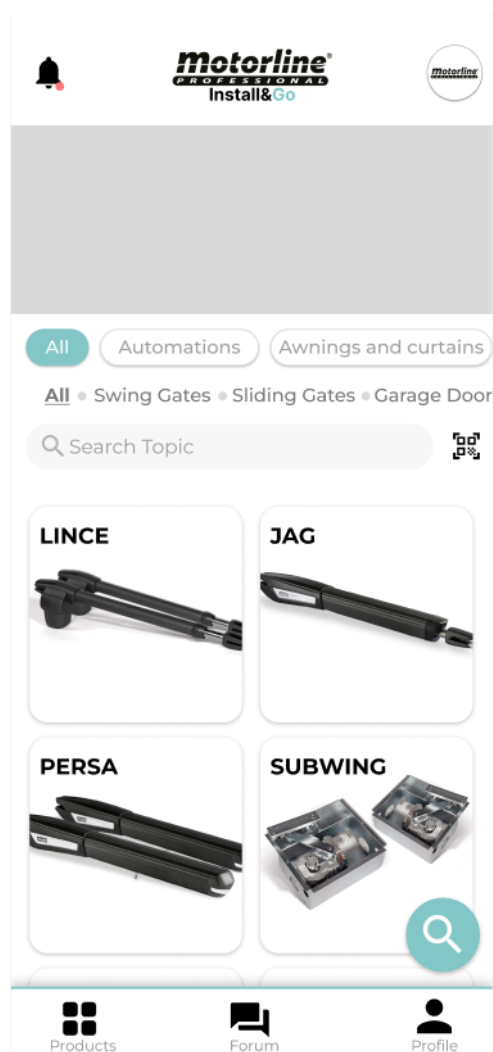 Motorline®
PROFESSIONAL
Install&Go
Motorline
PROFESSIONAL
All
Automations
Awnings and curtains
All
Swing Gates
Sliding Gates
Garage Door
Search Topic
LINCE
JAG
PERSA
SUBWING
Products
Forum
Profile